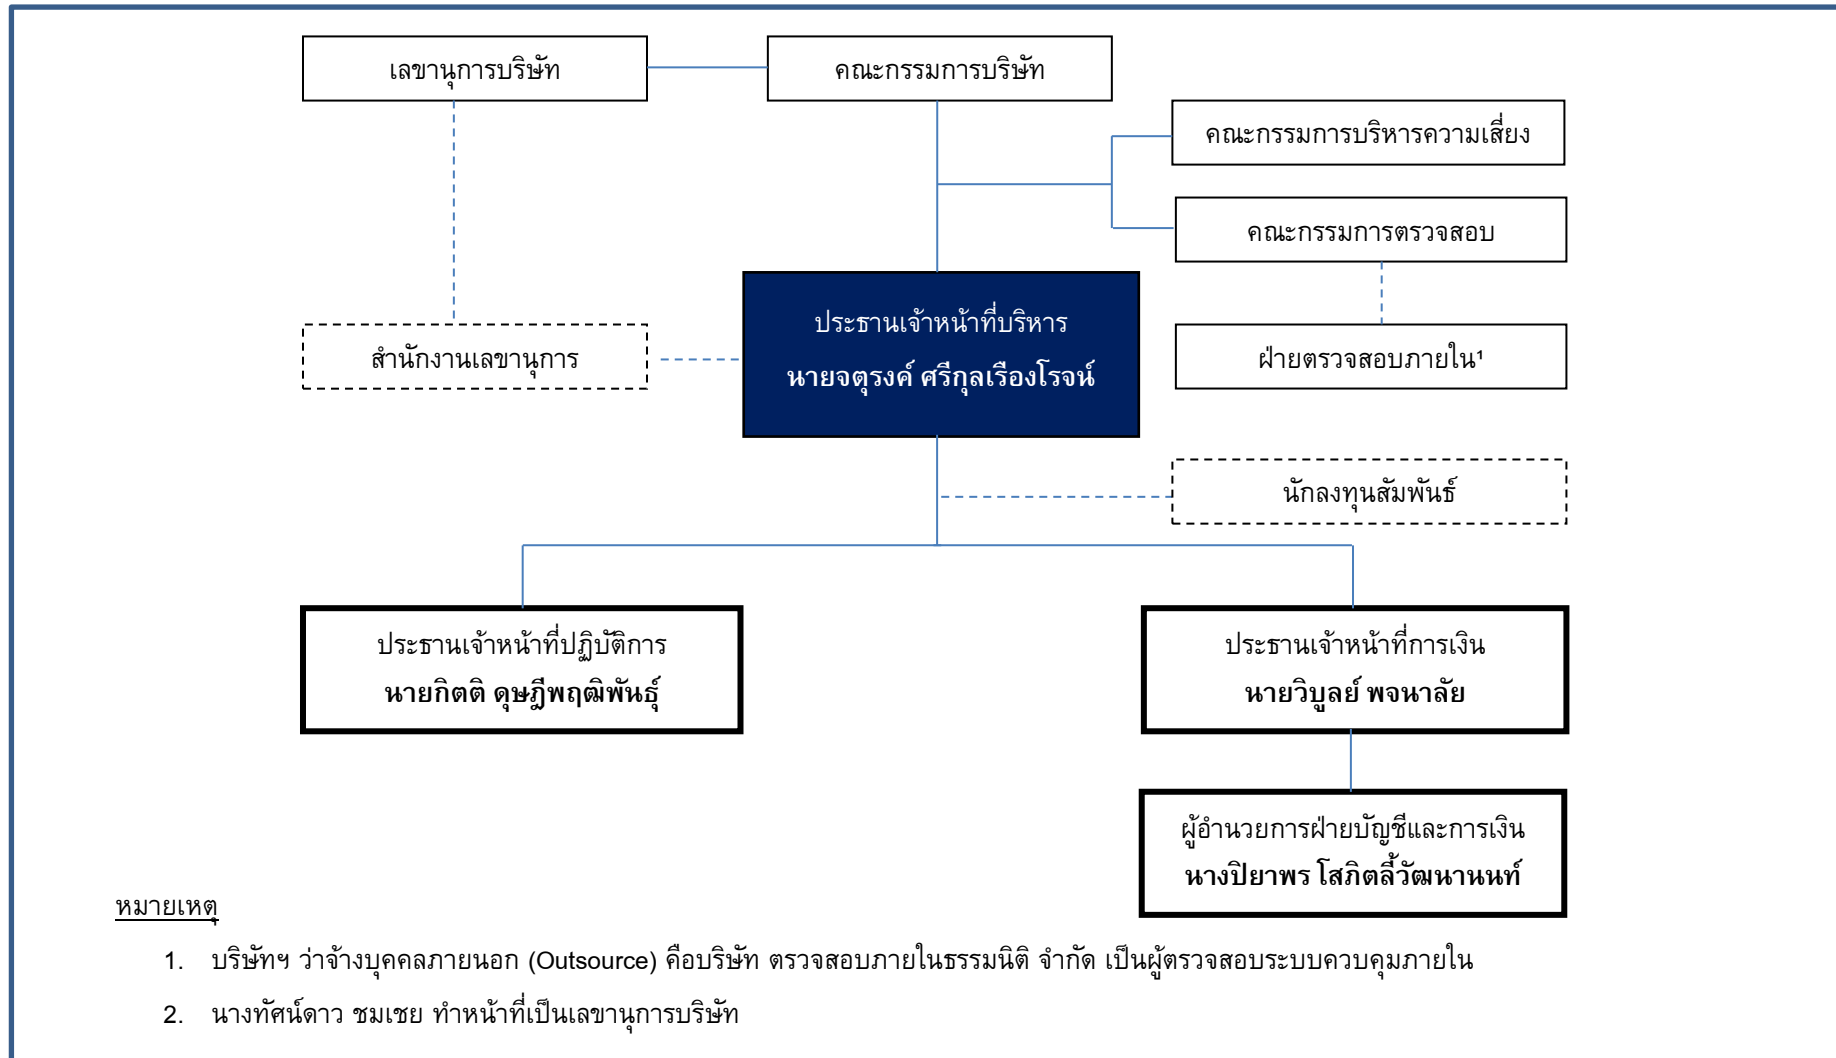 เลขานุการบริษัท
คณะกรรมการบริษัท
คณะกรรมการบริหารความเสี่ยง
คณะกรรมการตรวจสอบ
ประธานเจ้าหน้าที่บริหาร
นายจตุรงค์ ศรีกุลเรืองโรจน์
สำนักงานเลขานุการ
ฝ่ายตรวจสอบภายใน¹
นักลงทุนสัมพันธ์
ประธานเจ้าหน้าที่ปฏิบัติการ
นายกิตติ ดุษฎีพฤฒิพันธุ์
ประธานเจ้าหน้าที่การเงิน
นายวิบูลย์ พจนาลัย
ผู้อำนวยการฝ่ายบัญชีและการเงิน
นางปิยาพร โสภิตลี้วัฒนานนท์
หมายเหตุ
1. บริษัทฯ ว่าจ้างบุคคลภายนอก (Outsource) คือบริษัท ตรวจสอบภายในธรรมนิติ จำกัด เป็นผู้ตรวจสอบระบบควบคุมภายใน
2. นางทัศน์ดาว ชมเชย ทำหน้าที่เป็นเลขานุการบริษัท